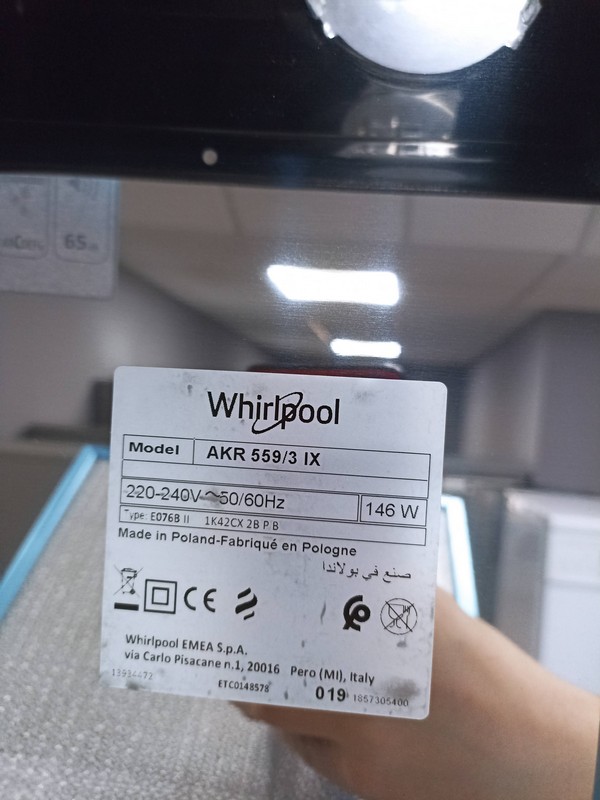 65
Whirlpool
Model AKR 559/3 IX
220-240V~50/60Hz 146 W
Type: E076B II 1K42CX 2B P B
Made in Poland-Fabriqué en Pologne
صنع في بولاندا
CE
Whirlpool EMEA S.p.A.
via Carlo Pisacane n.1, 20016 Pero (MI), Italy
ETC0148578
019 1857305400